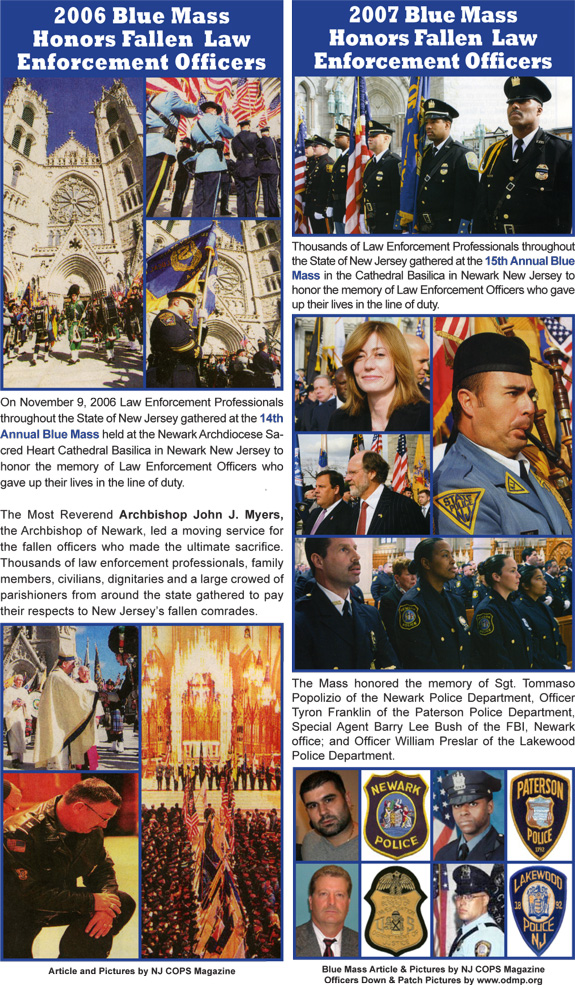 2006 Blue Mass
Honors Fallen Law
Enforcement Officers
On November 9, 2006 Law Enforcement Professionals
throughout the State of New Jersey gathered at the 14th
Annual Blue Mass held at the Newark Archdiocese Sa-
cred Heart Cathedral Basilica in Newark New Jersey to
honor the memory of Law Enforcement Officers who
gave up their lives in the line of duty.
The Most Reverend Archbishop John J. Myers,
the Archbishop of Newark, led a moving service for
the fallen officers who made the ultimate sacrifice.
Thousands of law enforcement professionals, family
members, civilians, dignitaries and a large crowed of
parishioners from around the state gathered to pay
their respects to New Jersey's fallen comrades.
Article and Pictures by NJ COPS Magazine
2007 Blue Mass
Honors Fallen Law
Enforcement Officers
Thousands of Law Enforcement Professionals throughout
the State of New Jersey gathered at the 15th Annual Blue
Mass in the Cathedral Basilica in Newark New Jersey to
honor the memory of Law Enforcement Officers who gave
up their lives in the line of duty.
STATE
N.J.
The Mass honored the memory of Sgt. Tommaso
Popolizio of the Newark Police Department, Officer
Tyron Franklin of the Paterson Police Department,
Special Agent Barry Lee Bush of the FBI, Newark
office; and Officer William Preslar of the Lakewood
Police Department.
NEWARK
POLICE
PATERSON
POLICE
1792
LAKEWOOD
18 92
POLICE
NJ
Blue Mass Article & Pictures by NJ COPS Magazine
Officers Down & Patch Pictures by www.odmp.org